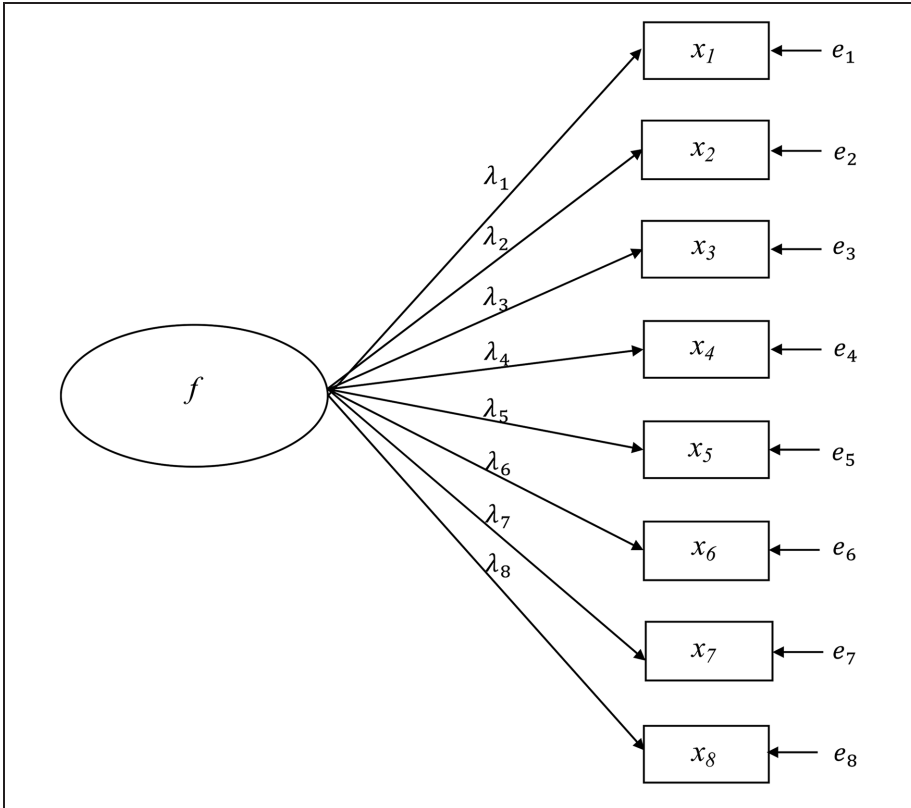 x₁ e₁
x₂ e₂
λ₁
λ₂
x₃ e₃
λ₃
x₄ e₄
λ₄
f
λ₅
x₅ e₅
λ₆
λ₇
x₆ e₆
λ₈
x₇ e₇
x₈ e₈